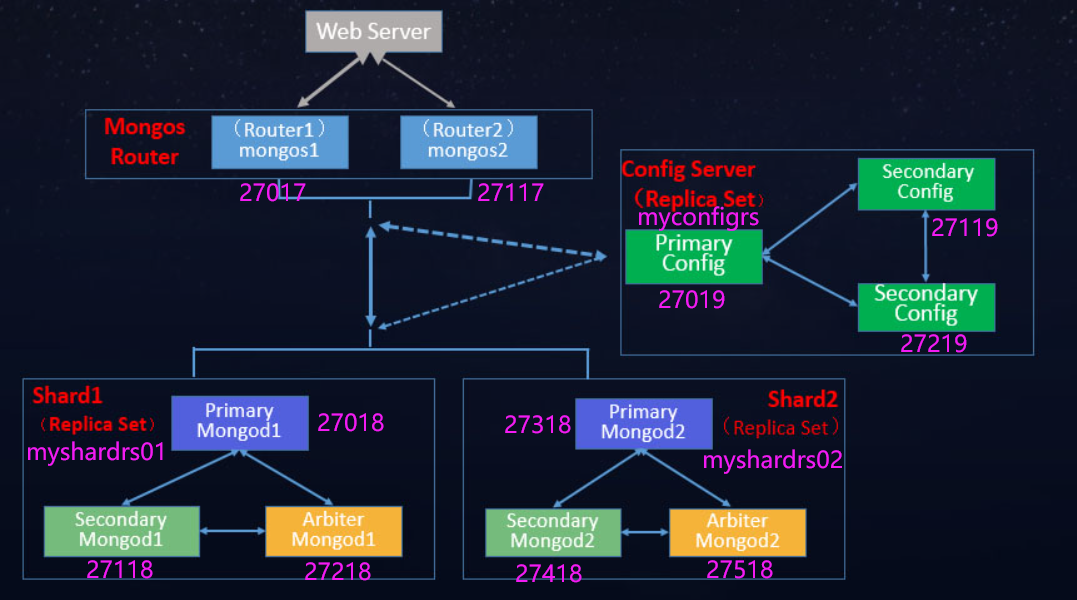 Web Server
Mongos
Router
（Router1）
mongos1
（Router2）
mongos2
27017
27117
Config Server
（Replica Set）
myconfigrs
Primary
Config
27019
Secondary
Config
27119
Secondary
Config
27219
Shard1
（Replica Set）
myshardrs01
Primary
Mongod1
27018
Secondary
Mongod1
27118
Arbiter
Mongod1
27218
Shard2
（Replica Set）
myshardrs02
27318
Primary
Mongod2
Secondary
Mongod2
27418
Arbiter
Mongod2
27518